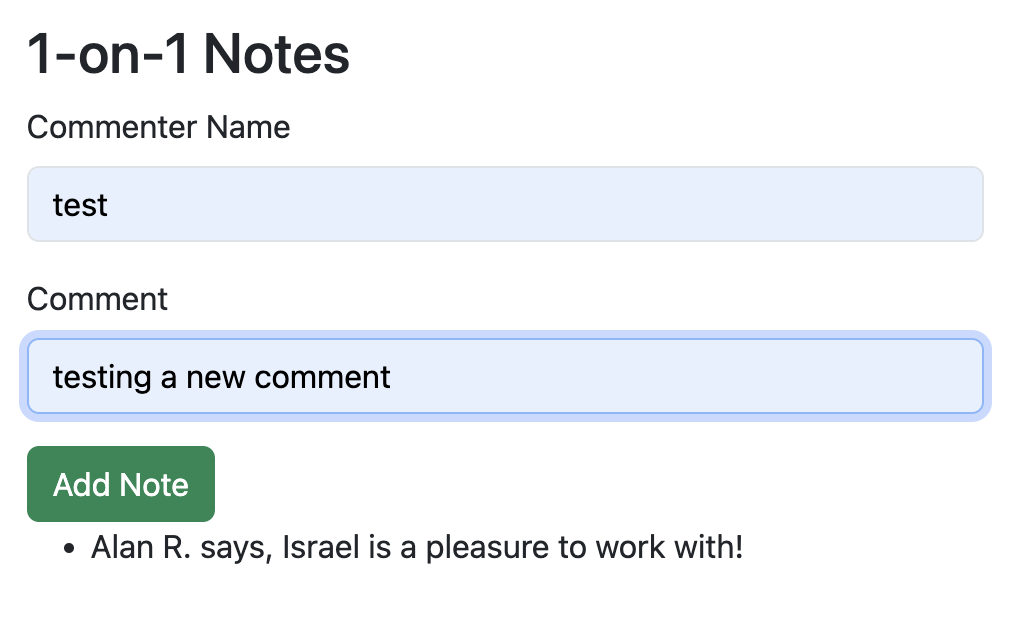 1-on-1 Notes
Commenter Name
test
Comment
testing a new comment
Add Note
• Alan R. says, Israel is a pleasure to work with!